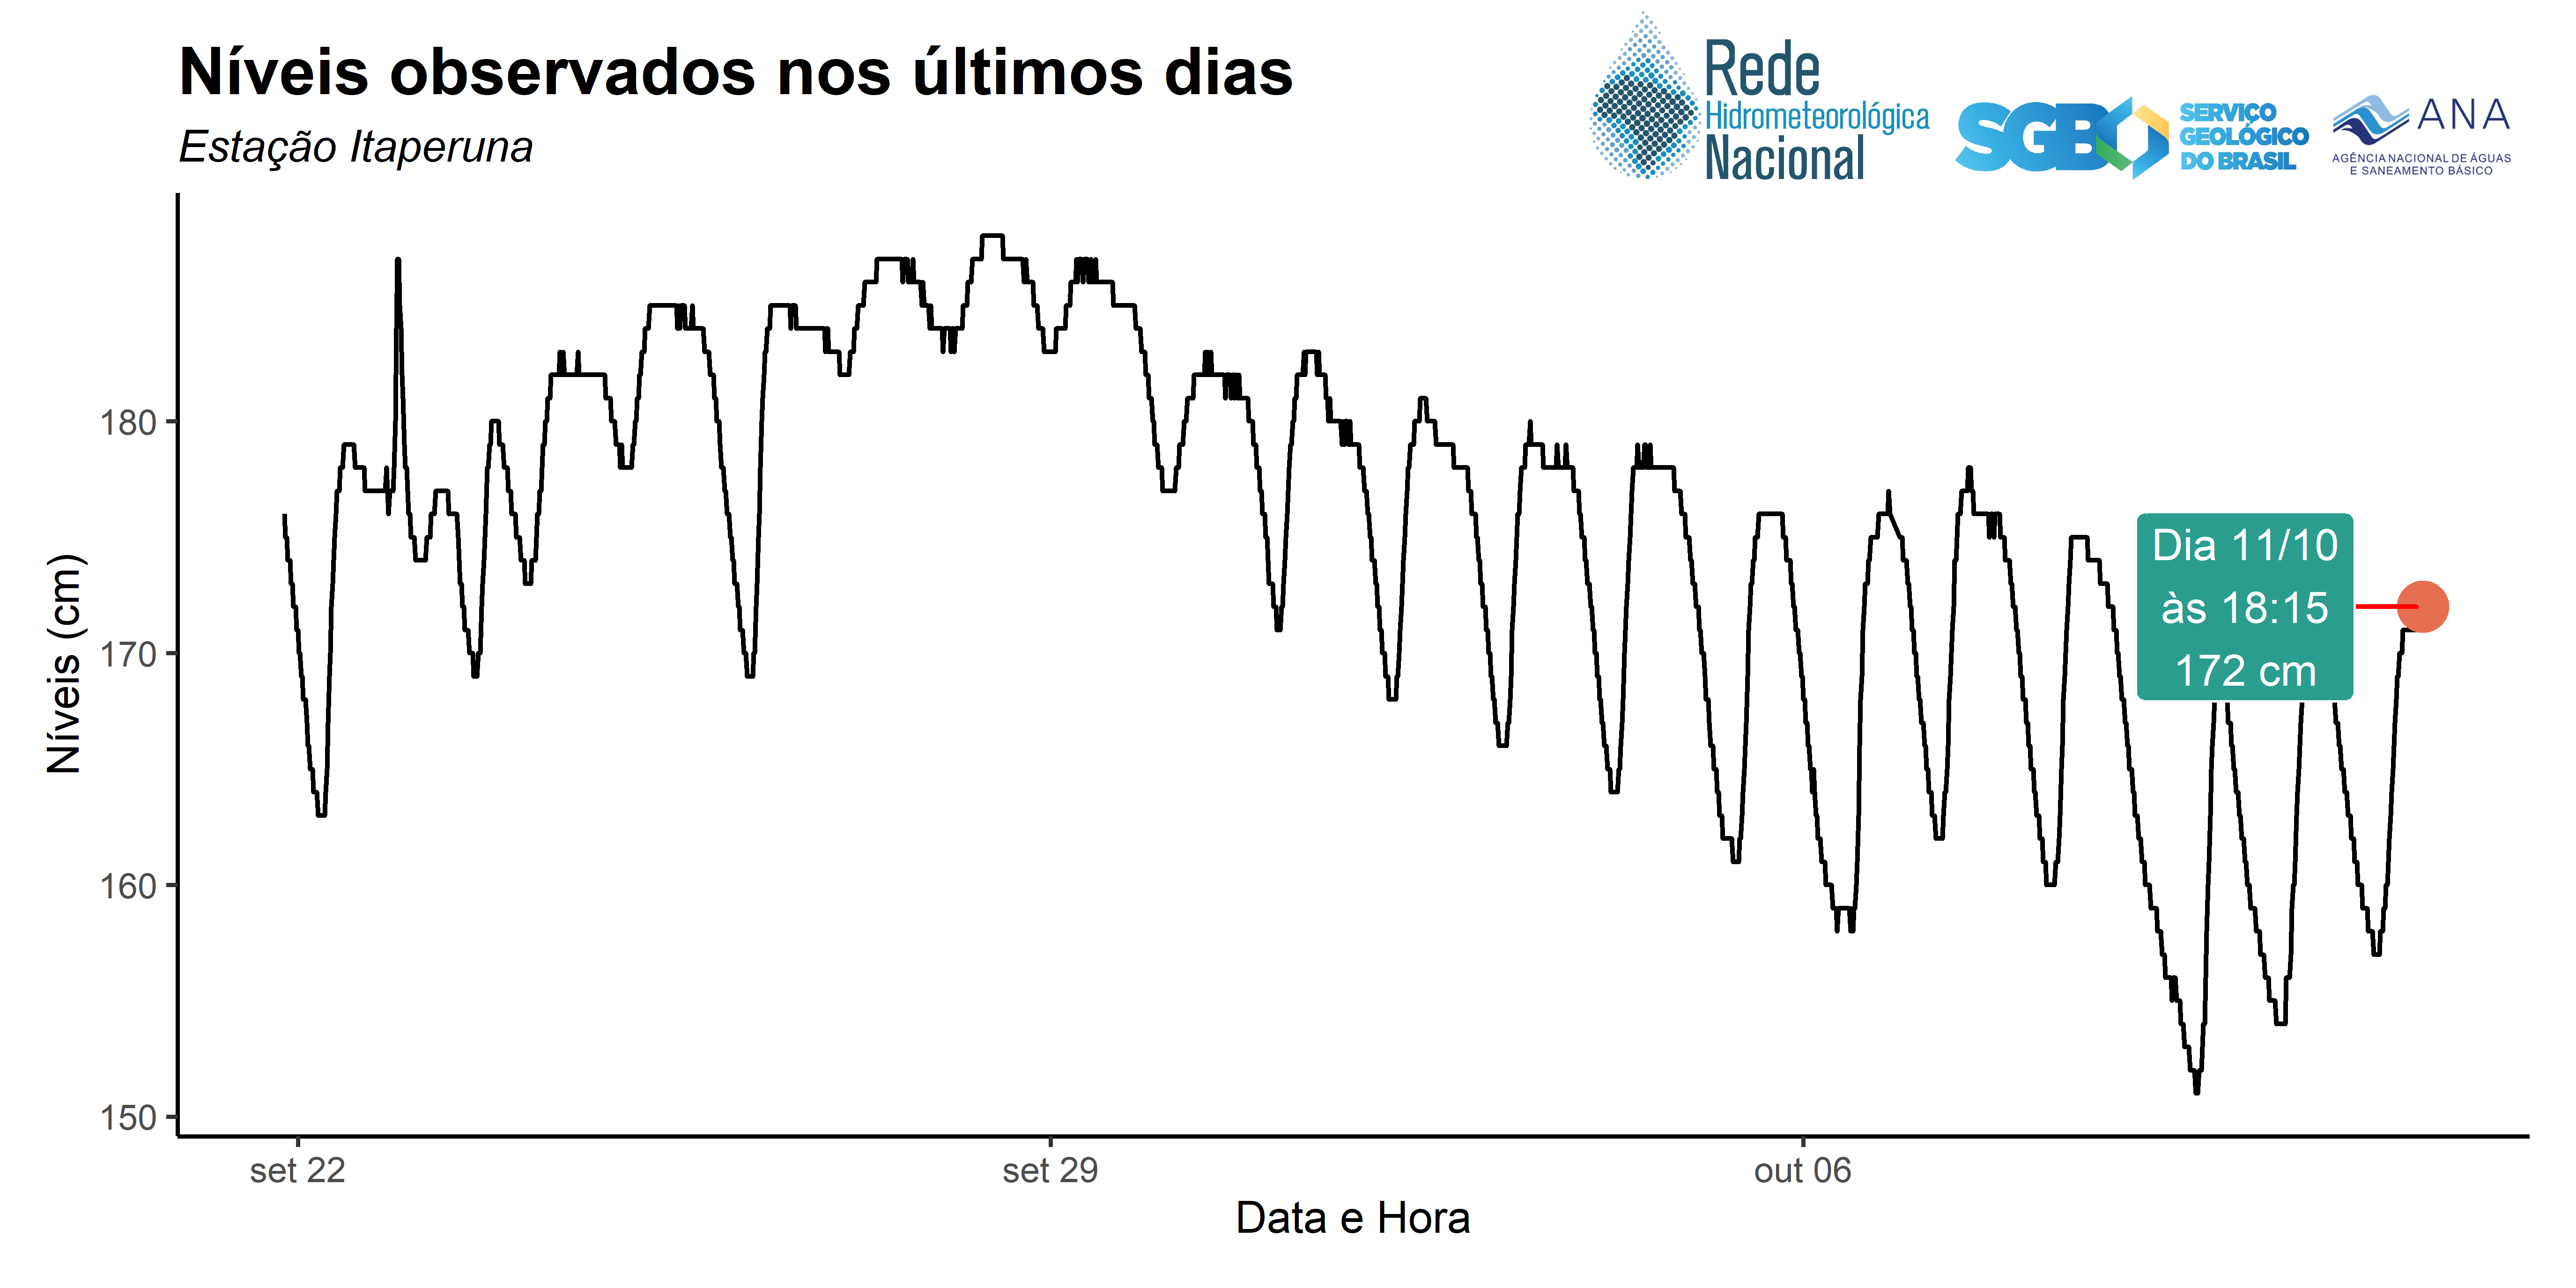 Níveis observados nos últimos dias
Estação Itaperuna
Rede
Hidrometeorológica
Nacional
SGB
SERVIÇO
GEOLÓGICO
DO BRASIL
ANA
AGÊNCIA NACIONAL DE ÁGUAS
E SANEAMENTO BÁSICO
Níveis (cm)
180
170
160
150
Dia 11/10
às 18:15
172 cm
set 22
set 29
out 06
Data e Hora